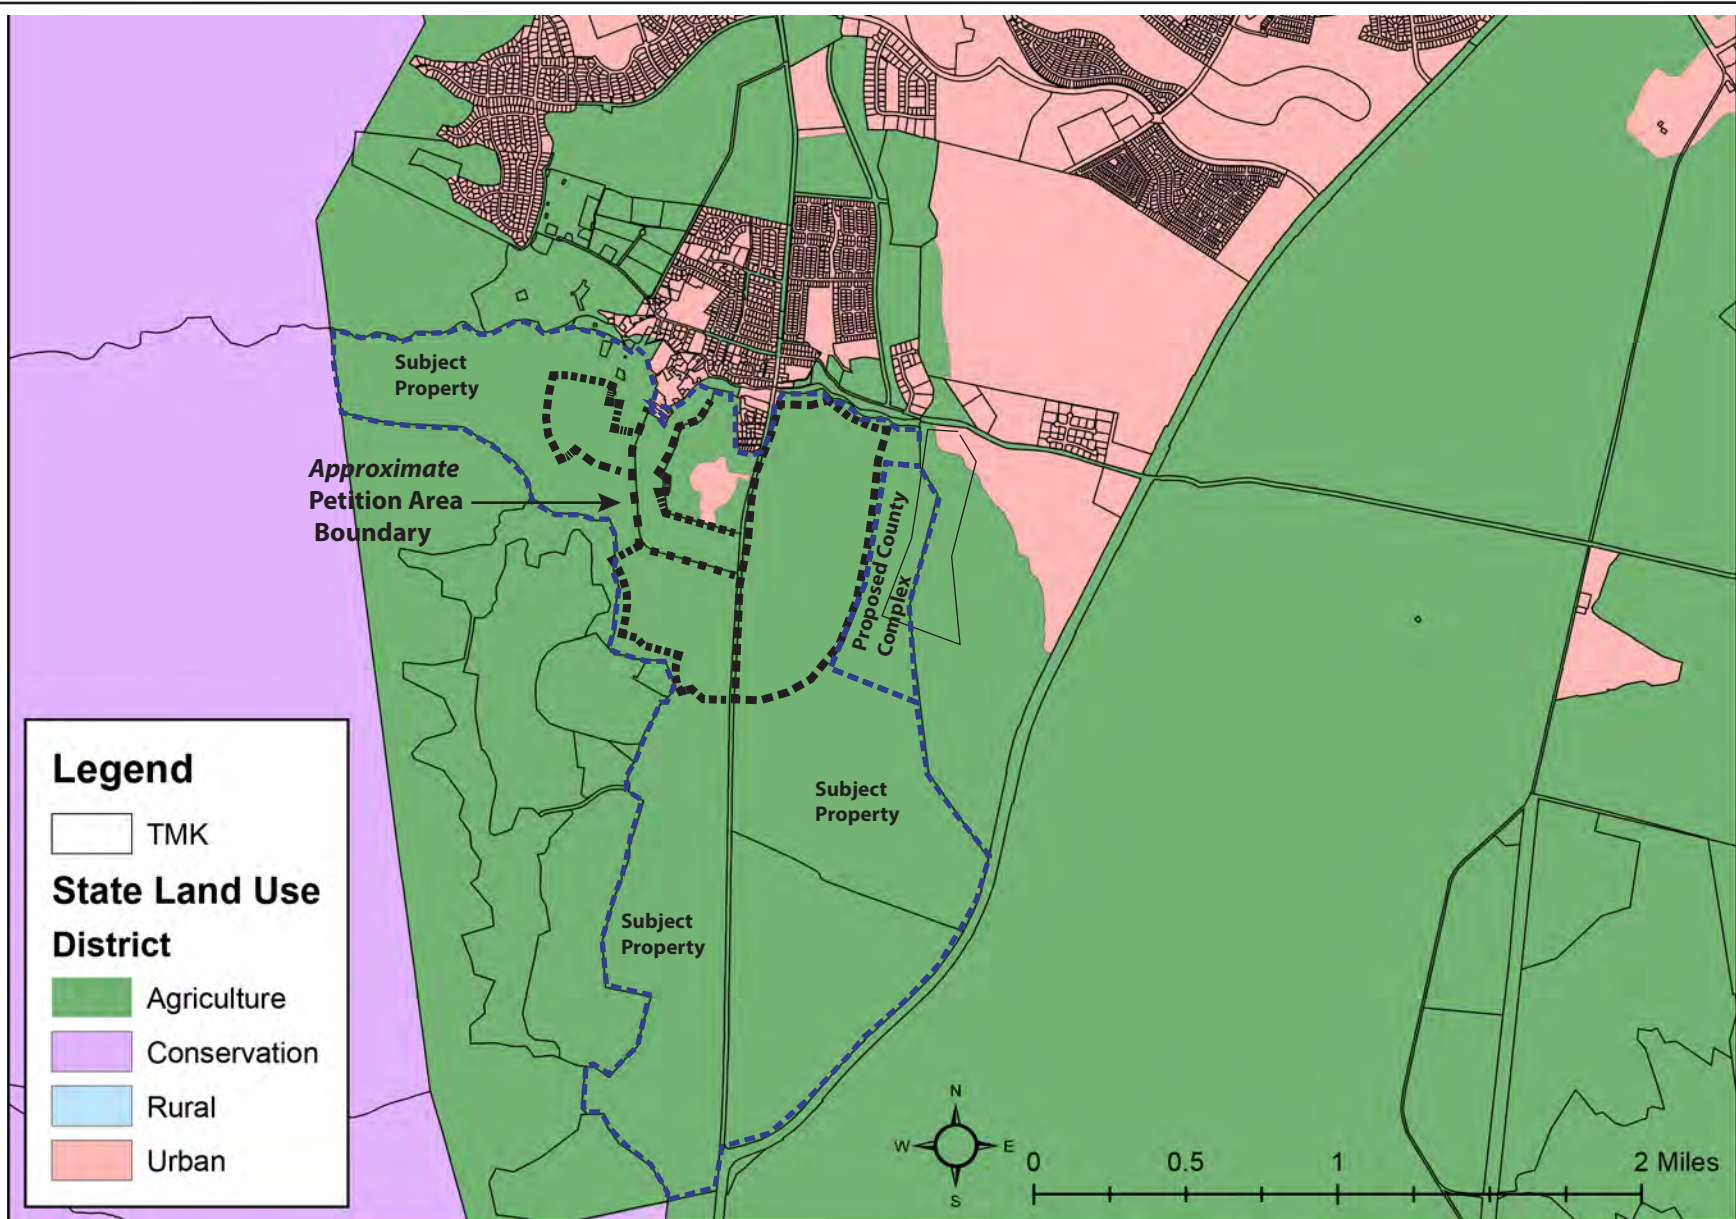 Subject
Property
Approximate
Petition Area
Boundary
Proposed County
Complex
Subject
Property
Subject
Property
Legend
TMK
State Land Use
District
Agriculture
Conservation
Rural
Urban
N
W E
S
0 0.5 1 2 Miles